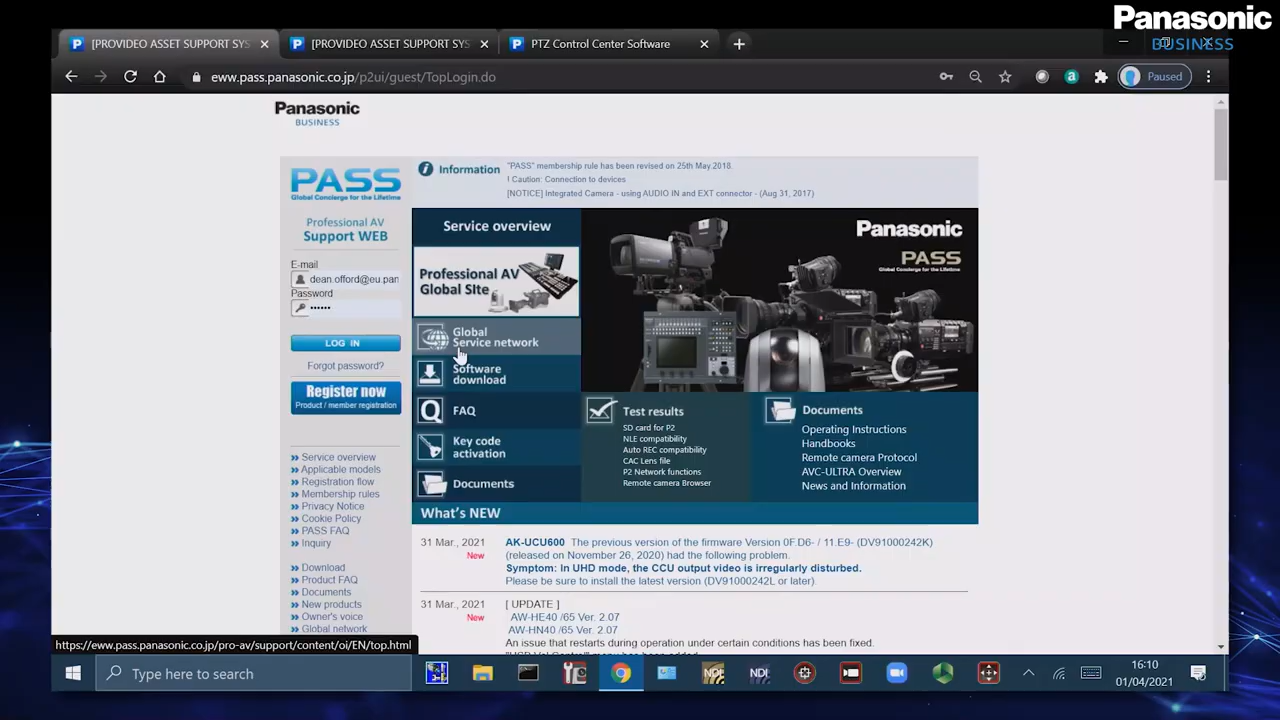 Panasonic
BUSINESS
[PROVIDEO ASSET SUPPORT SYS
[PROVIDEO ASSET SUPPORT SYS
PTZ Control Center Software
eww.pass.panasonic.co.jp/p2ui/guest/TopLogin.do
Paused
Panasonic
BUSINESS
PASS
Global Concierge for the Lifetime
Professional AV
Support WEB
E-mail
dean.offord@eu.pan
Password
LOG IN
Forgot password?
Register now
Product / member registration
Service overview
Applicable models
Registration flow
Membership rules
Privacy Notice
Cookie Policy
PASS FAQ
Inquiry
Download
Product FAQ
Documents
New products
Owner's voice
Global network
Information
"PASS" membership rule has been revised on 25th May.2018.
! Caution: Connection to devices
[NOTICE] Integrated Camera - using AUDIO IN and EXT connector - (Aug 31, 2017)
Service overview
Professional AV
Global SIte
Global
Service network
Software
download
FAQ
Key code
activation
Documents
Panasonic
PASS
Global Concierge for the Lifetime
Test results
SD card for P2
NLE compatibility
Auto REC compatibility
CAC Lens file
P2 Network functions
Remote camera Browser
Documents
Operating Instructions
Handbooks
Remote camera Protocol
AVC-ULTRA Overview
News and Information
What's NEW
31 Mar., 2021
New
AK-UCU600 The previous version of the firmware Version 0F.D6- / 11.E9- (DV91000242K)
(released on November 26, 2020) had the following problem.
Symptom: In UHD mode, the CCU output video is irregularly disturbed.
Please be sure to install the latest version (DV91000242L or later).
31 Mar., 2021
New
[ UPDATE ]
AW-HE40 /65 Ver. 2.07
AW-HN40 /65 Ver. 2.07
An issue that restarts during operation under certain conditions has been fixed.
https://eww.pass.panasonic.co.jp/pro-av/support/content/oi/EN/top.html
Type here to search
NDI
NDI
16:10
01/04/2021